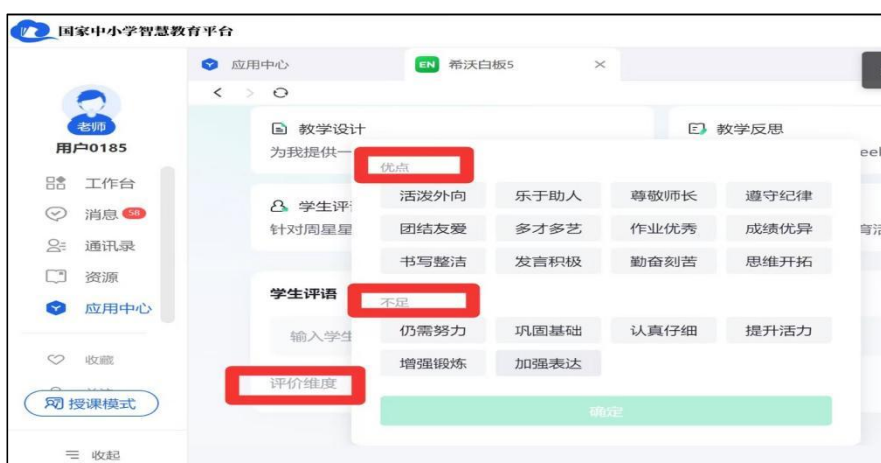 国家中小学智慧教育平台
应用中心
EN 希沃白板5 ×
老师
用户0185
工作台
消息 58
通讯录
资源
应用中心
收藏
授课模式
收起
教学设计
教学反思
为我提供一
优点
活泼外向 乐于助人 尊敬师长 遵守纪律
学生评
针对周星星
团结友爱 多才多艺 作业优秀 成绩优异
书写整洁 发言积极 勤奋刻苦 思维开拓
学生评语
不足
输入学生
仍需努力 巩固基础 认真仔细 提升活力
增强锻炼 加强表达
评价维度
确定